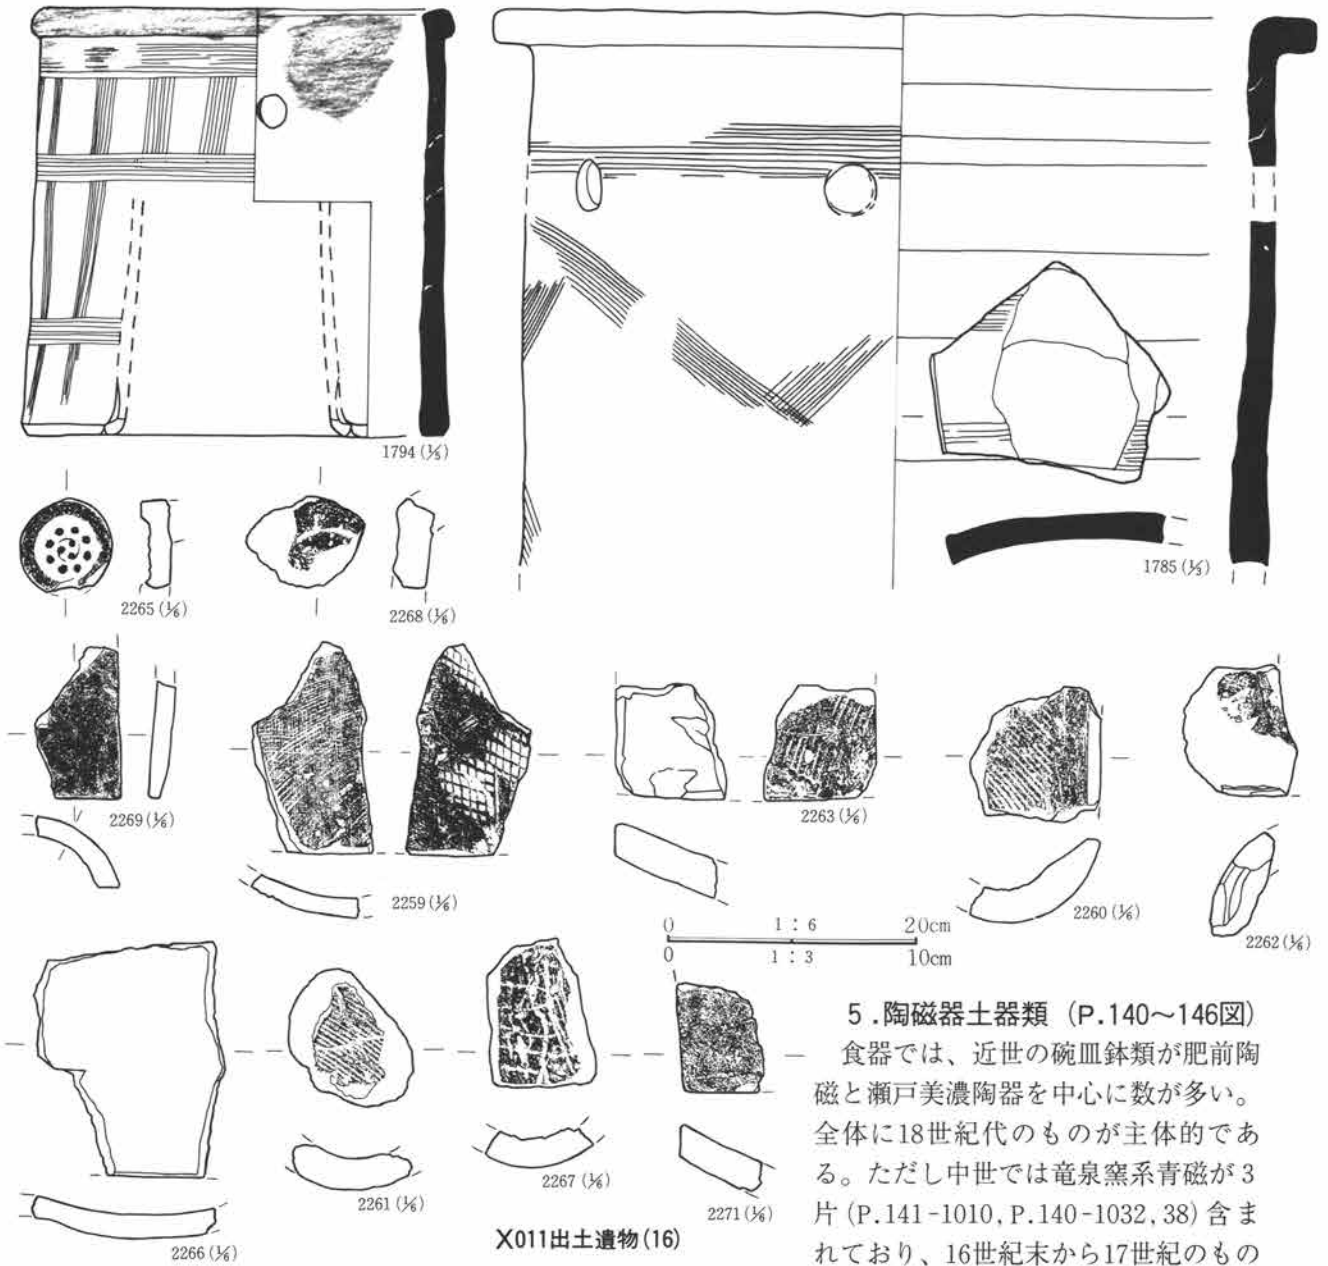 1794(⅕)
1785(⅓)
2265(⅙)
2268(⅙)
2269(⅙)
2259(⅙)
2263(⅙)
2260(⅙)
2262(⅙)
0 1：6 20cm
0 1：3 10cm
2266(⅙)
2261(⅙)
2267(⅙)
2271(⅙)
X011出土遺物(16)
5.陶磁器土器類（P.140〜146図）
食器では、近世の碗皿鉢類が肥前陶
磁と瀬戸美濃陶器を中心に数が多い。
全体に18世紀代のものが主体的であ
る。ただし中世では竜泉窯系青磁が3
片(P.141-1010,P.140-1032,38)含ま
れており、16世紀末から17世紀のもの